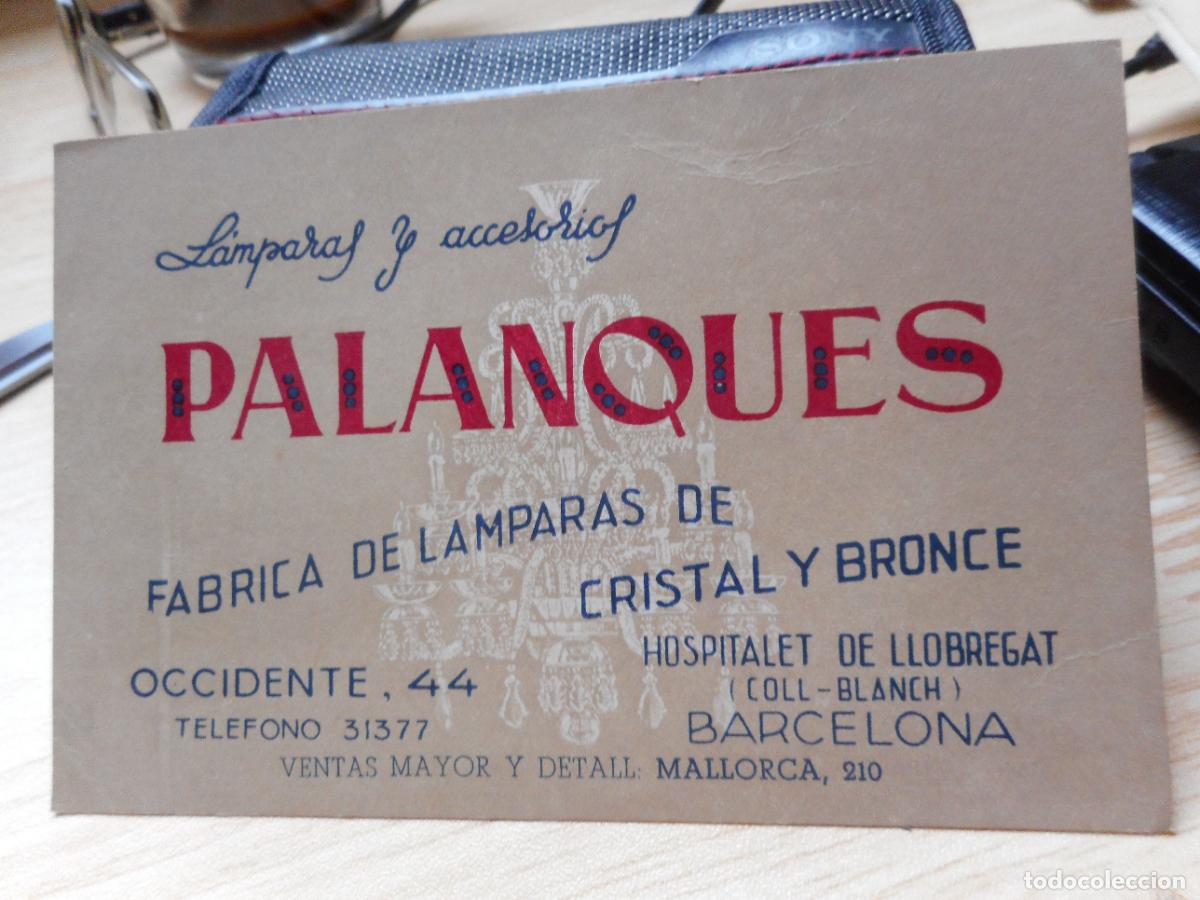 SONY
Lámparas y accesorios
PALANQUES
FABRICA DE LAMPARAS DE
CRISTAL Y BRONCE
OCCIDENTE, 44
TELEFONO 31377
HOSPITALET DE LLOBREGAT
(COLL-BLANCH)
BARCELONA
VENTAS MAYOR Y DETALL: MALLORCA, 210
todocoleccion